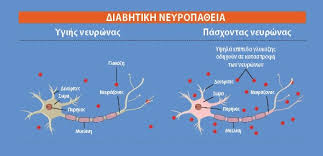 ΔΙΑΒΗΤΙΚΗ ΝΕΥΡΟΠΑΘΕΙΑ
Υγιής νευρώνας
Πάσχοντας νευρώνας
Γλυκόζη
Υψηλά επίπεδα γλυκόζης
οδηγούν σε καταστροφή
των νευρώνων
Δενδρίτες
Σώμα
Νευράξονας
Πυρήνας
Μυελίνη
Δενδρίτες
Σώμα
Νευράξονας
Πυρήνας
Μυελίνη